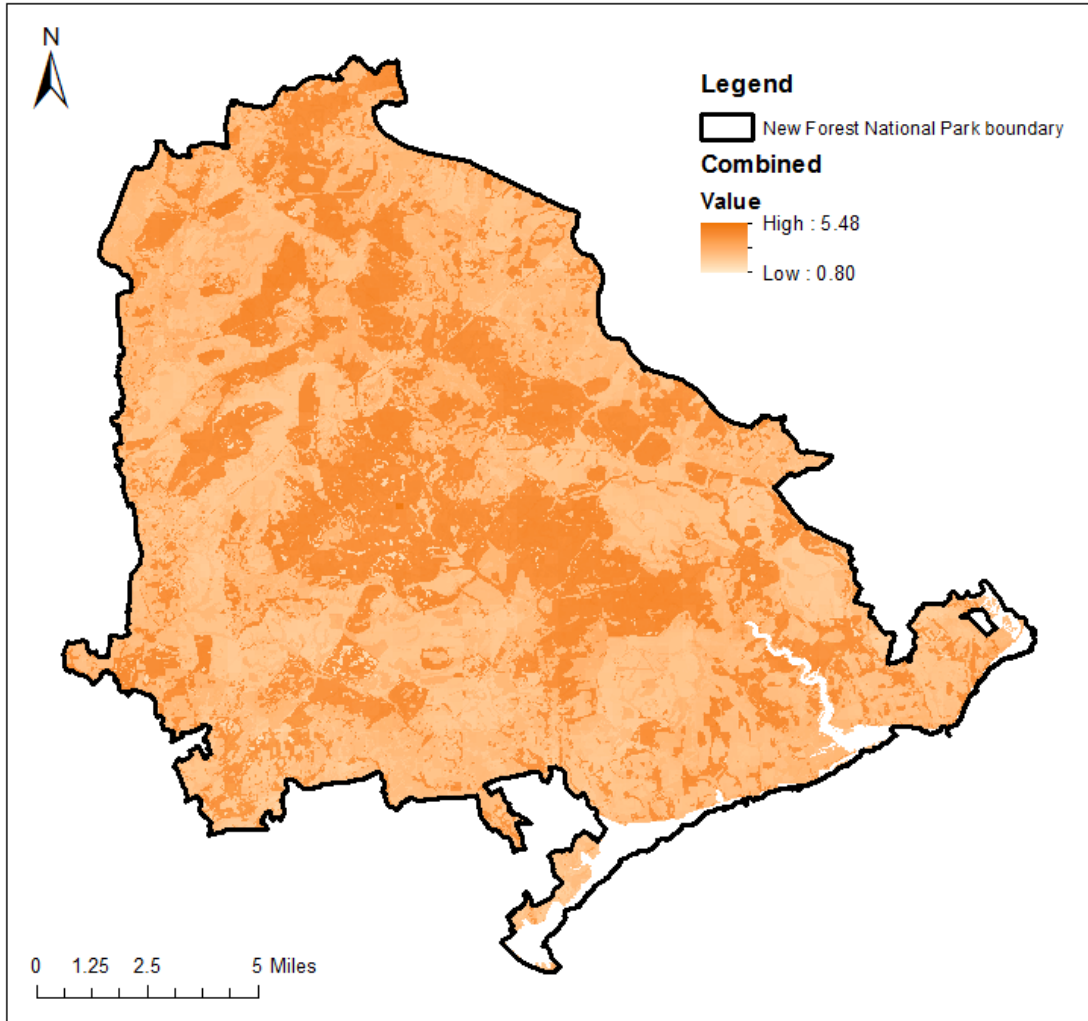 N
Legend
New Forest National Park boundary
Combined
Value
High : 5.48
Low : 0.80
0 1.25 2.5 5 Miles